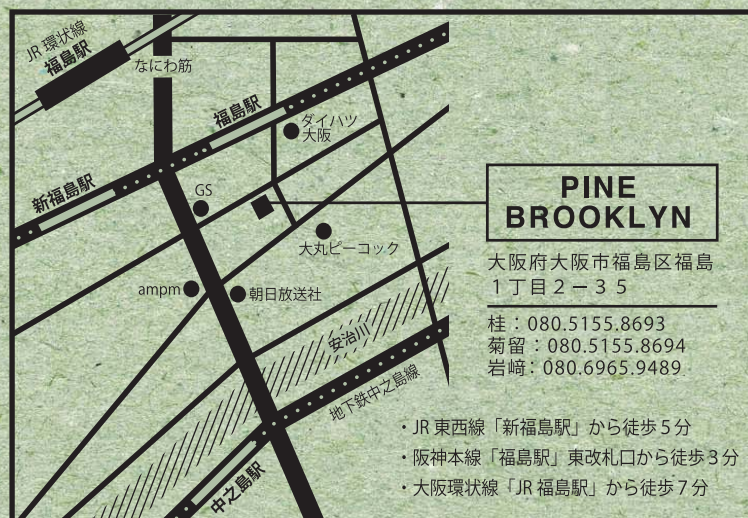 JR 環状線
福島駅
なにわ筋
福島駅
ダイハツ
大阪
新福島駅
GS
大丸ピーコック
ampm
朝日放送社
安治川
地下鉄中之島線
中之島駅
PINE
BROOKLYN
大阪府大阪市福島区福島
１丁目２－３５
桂：080.5155.8693
菊留：080.5155.8694
岩﨑：080.6965.9489
・JR 東西線「新福島駅」から徒歩５分
・阪神本線「福島駅」東改札口から徒歩３分
・大阪環状線「JR 福島駅」から徒歩７分